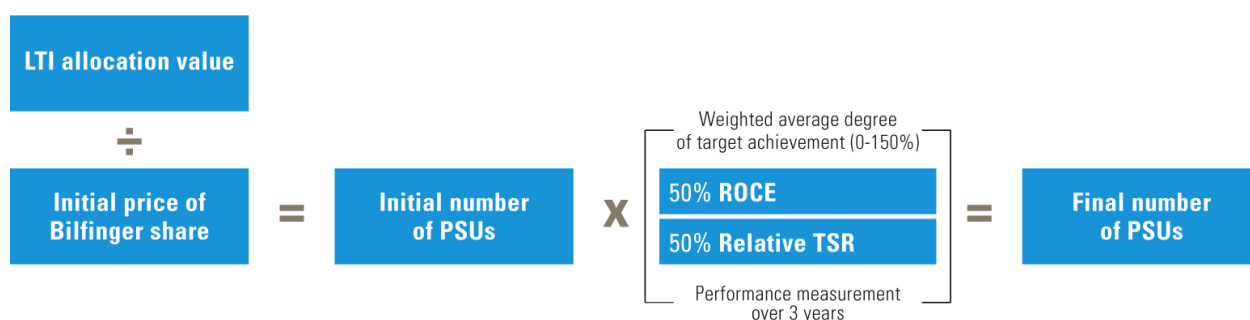 LTI allocation value
÷
Initial price of
Bilfinger share
=
Initial number
of PSUs
x
Weighted average degree
of target achievement (0-150%)
50% ROCE
50% Relative TSR
Performance measurement
over 3 years
=
Final number
of PSUs